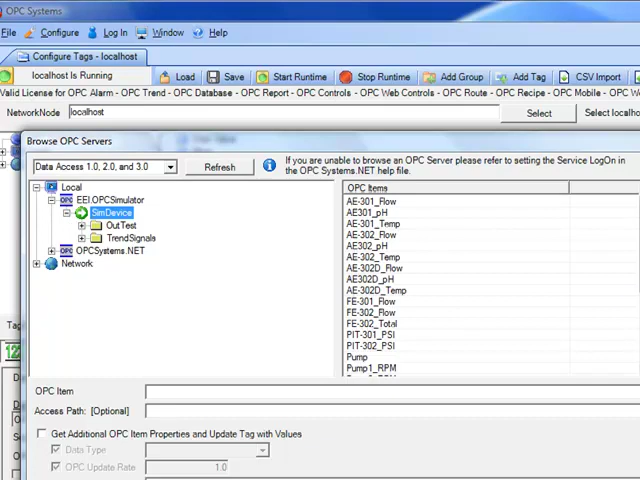 OPC Systems
File Configure Log In Window Help
Configure Tags - localhost
localhost Is Running Load Save Start Runtime Stop Runtime Add Group Add Tag CSV Import
Valid License for OPC Alarm - OPC Trend - OPC Database - OPC Report - OPC Controls - OPC Web Controls - OPC Route - OPC Recipe - OPC Mobile - OPC
NetworkNode localhost Select Select localho
Browse OPC Servers
Data Access 1.0, 2.0, and 3.0 Refresh
If you are unable to browse an OPC Server please refer to setting the Service LogOn in
the OPC Systems.NET help file.
Local
EEI.OPCSimulator
SimDevice
OutTest
TrendSignals
OPCSystems.NET
Network
OPC Items
AE-301_Flow
AE301_pH
AE-301_Temp
AE-302_Flow
AE302_pH
AE-302_Temp
AE-302D_Flow
AE302D_pH
AE-302D_Temp
FE-301_Flow
FE-302_Flow
FE-302_Total
PIT-301_PSI
PIT-302_PSI
Pump
Pump1_RPM
Tag
OPC Item
Access Path: [Optional]
Get Additional OPC Item Properties and Update Tag with Values
Data Type
OPC Update Rate 1.0